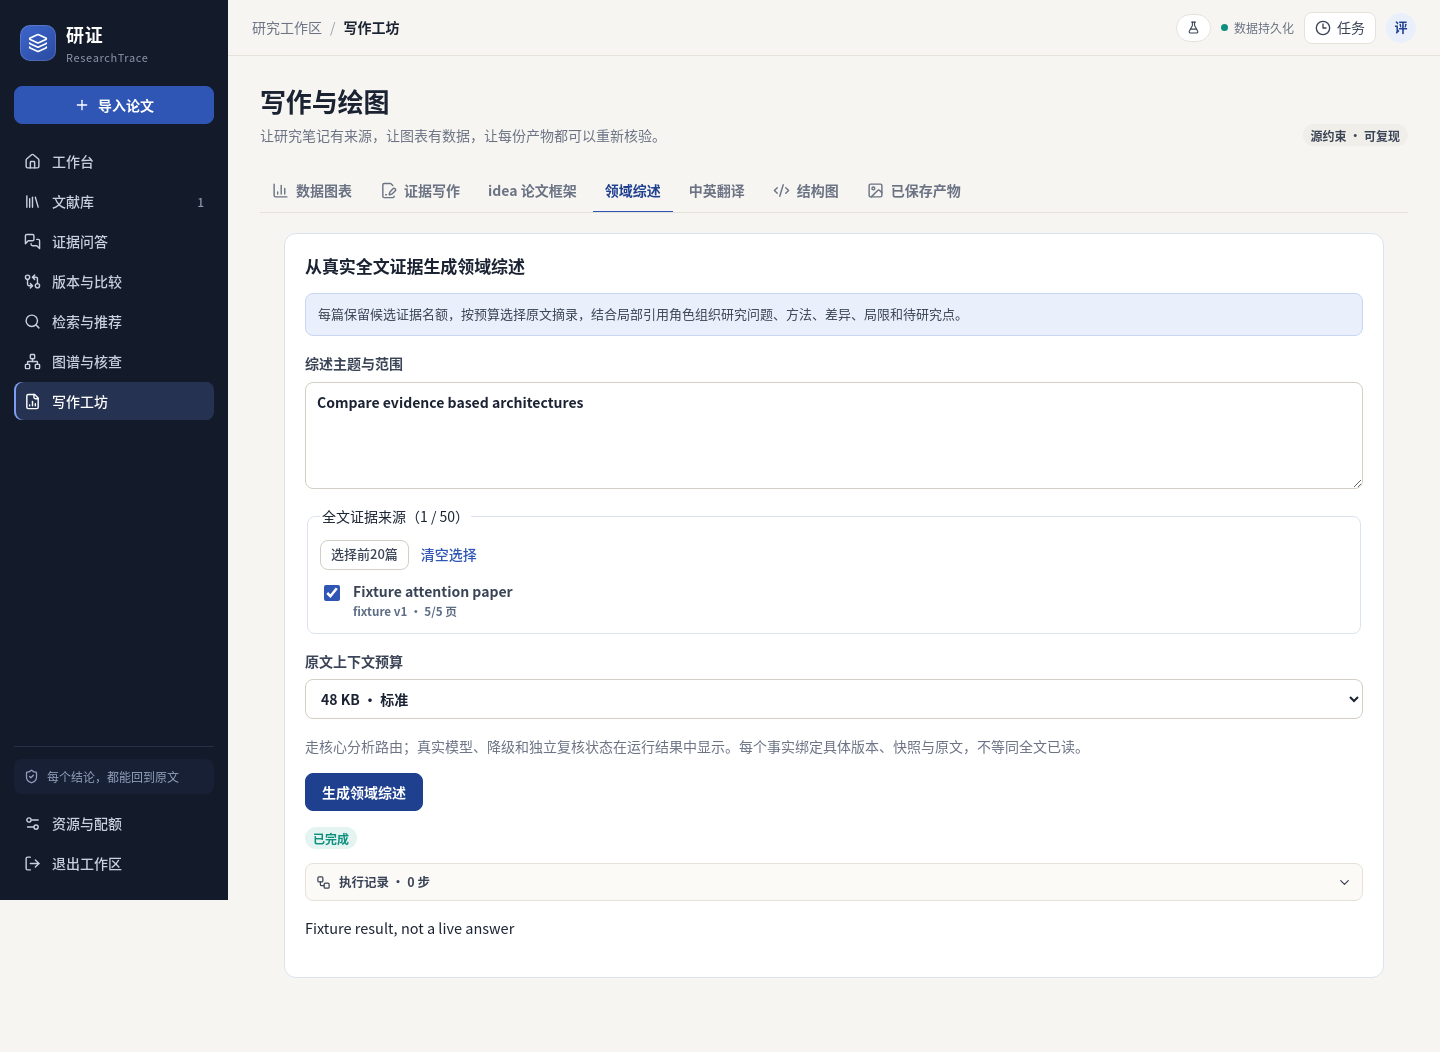 研证
ResearchTrace
导入论文
工作台
文献库 1
证据问答
版本与比较
检索与推荐
图谱与核查
写作工坊
每个结论，都能回到原文
资源与配额
退出工作区
研究工作区 / 写作工坊
数据持久化
任务
评
写作与绘图
让研究笔记有来源，让图表有数据，让每份产物都可以重新核验。
源约束 · 可复现
数据图表 证据写作 idea 论文框架 领域综述 中英翻译 结构图 已保存产物
从真实全文证据生成领域综述
每篇保留候选证据名额，按预算选择原文摘录，结合局部引用角色组织研究问题、方法、差异、局限和待研究点。
综述主题与范围
Compare evidence based architectures
全文证据来源（1 / 50）
选择前20篇 清空选择
Fixture attention paper
fixture v1 · 5/5 页
原文上下文预算
48 KB · 标准
走核心分析路由；真实模型、降级和独立复核状态在运行结果中显示。每个事实绑定具体版本、快照与原文，不等同全文已读。
生成领域综述
已完成
执行记录 · 0 步
Fixture result, not a live answer